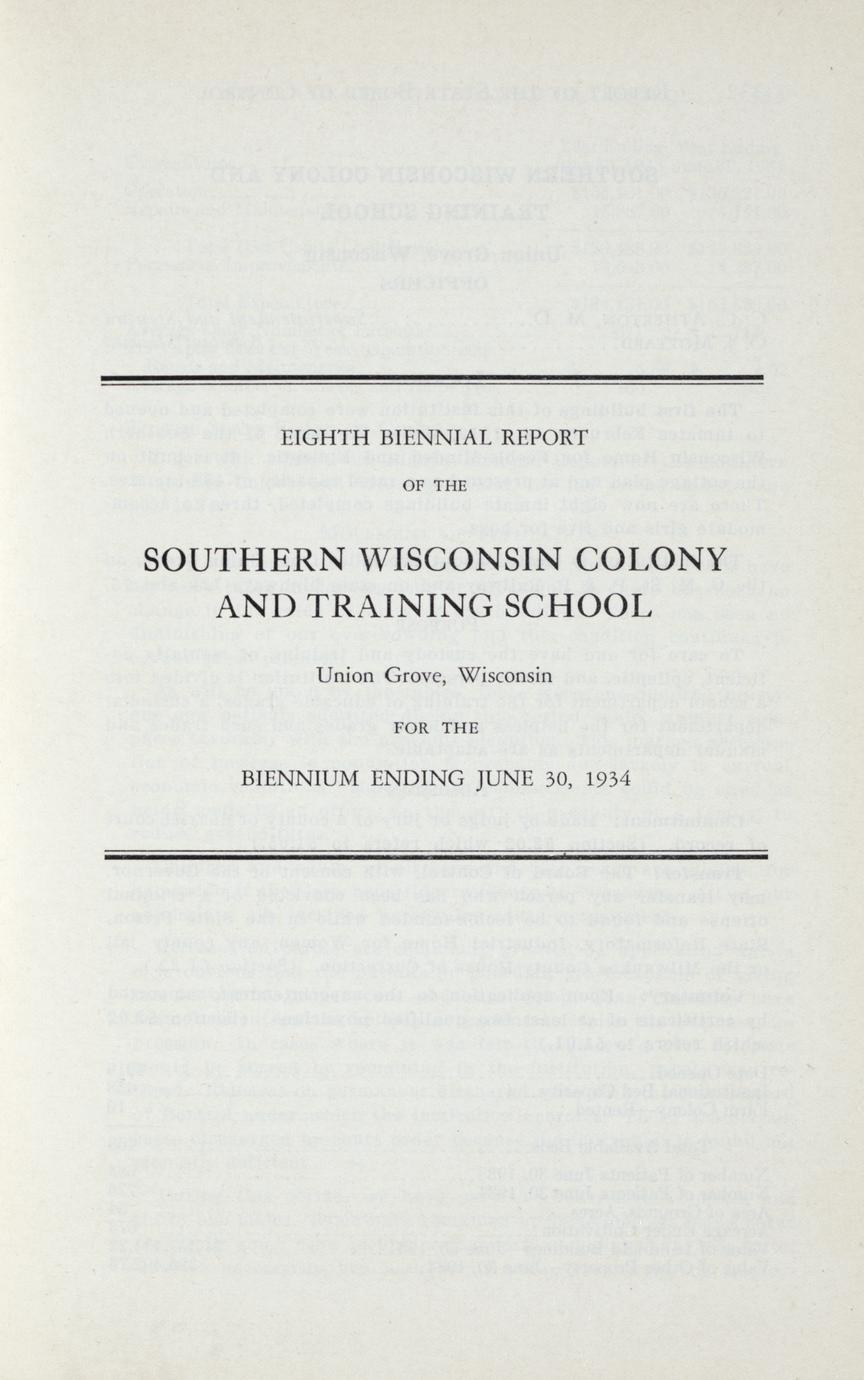 EIGHTH BIENNIAL REPORT
OF THE
SOUTHERN WISCONSIN COLONY
AND TRAINING SCHOOL
Union Grove, Wisconsin
FOR THE
BIENNIUM ENDING JUNE 30, 1934